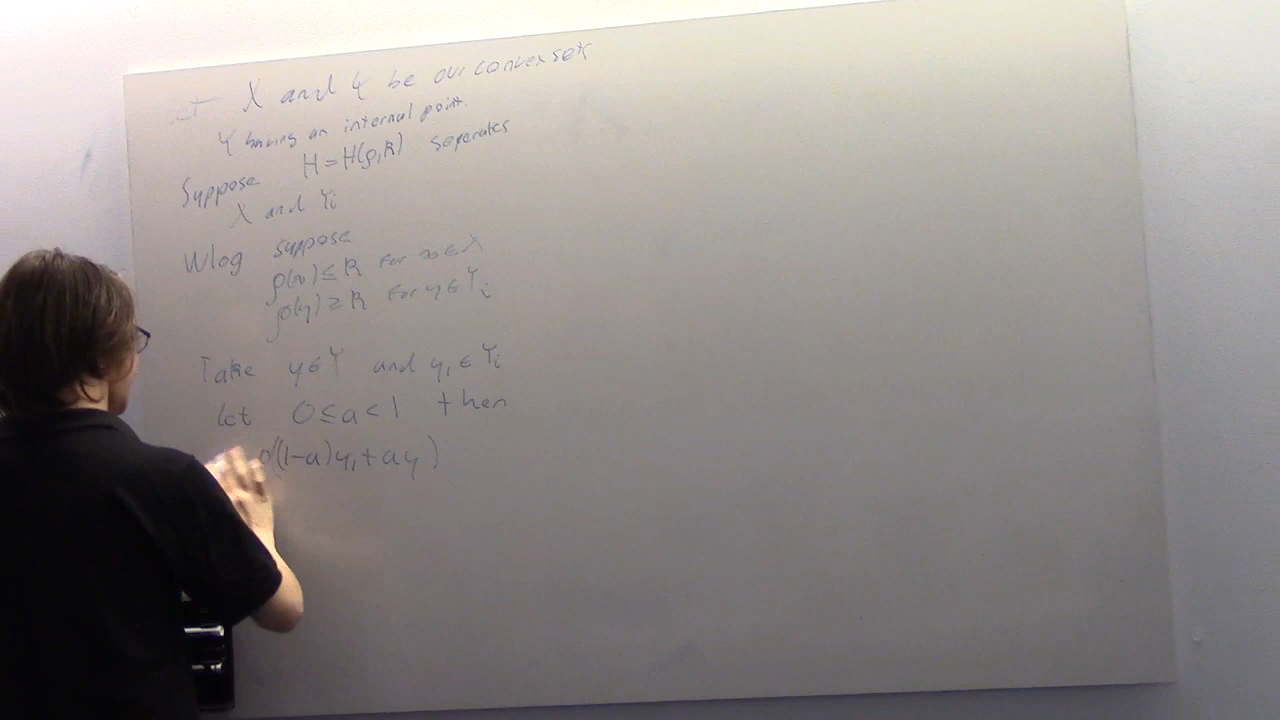 Let X and Y be our convex sets
Y having an internal point.
Suppose H = H(ρ,R) seperates
X and Yᵢ
Wlog suppose
ρ(x) ≤ R for x ∈ X
ρ(y) ≥ R for y ∈ Yᵢ
Take y ∈ Y and y₁ ∈ Yᵢ
Let 0 ≤ a < 1 then
ρ((1-a)y₁ + ay)